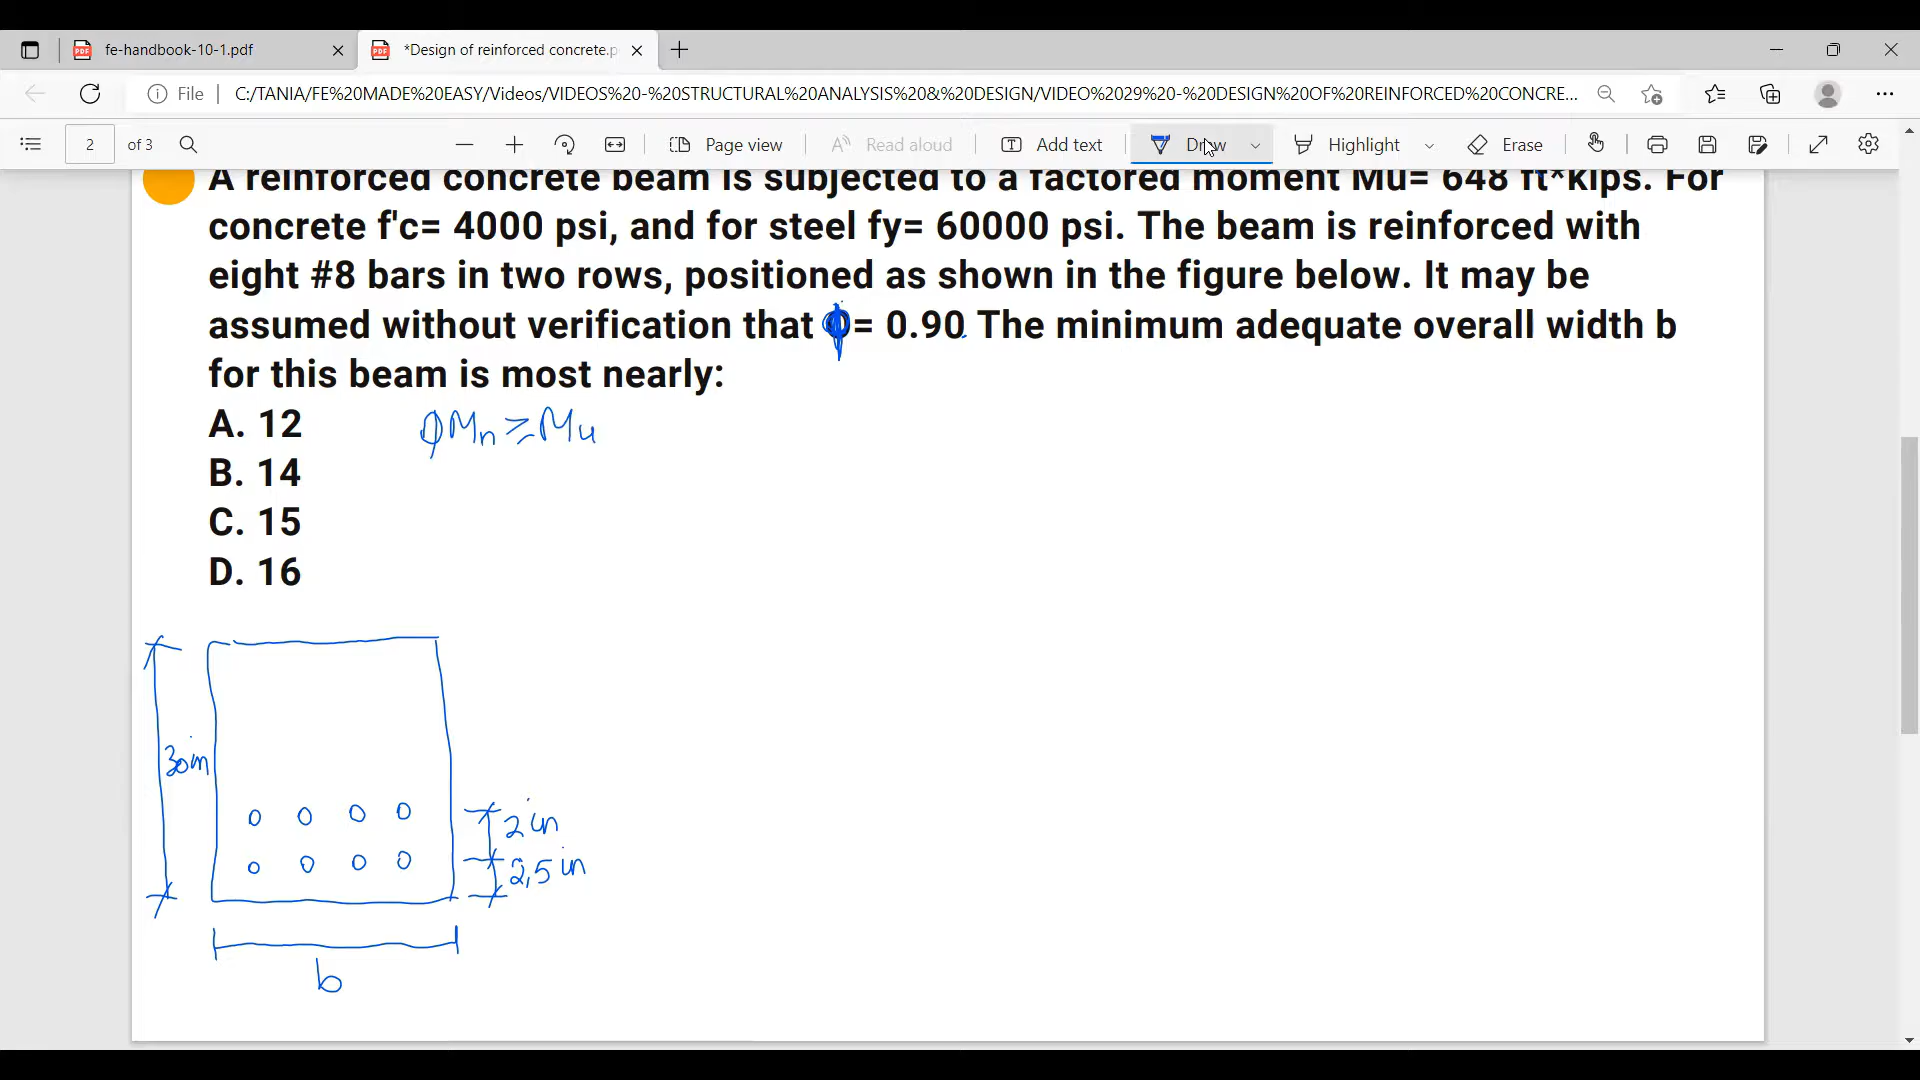 fe-handbook-10-1.pdf
*Design of reinforced concrete.p
File
C:/TANIA/FE%20MADE%20EASY/Videos/VIDEOS%20-%20STRUCTURAL%20ANALYSIS%20&%20DESIGN/VIDEO%2029%20-%20DESIGN%20OF%20REINFORCED%20CONCRE...
2 of 3
Page view
Read aloud
Add text
Draw
Highlight
Erase
A reinforced concrete beam is subjected to a factored moment Mu= 648 ft*kips. For
concrete f'c= 4000 psi, and for steel fy= 60000 psi. The beam is reinforced with
eight #8 bars in two rows, positioned as shown in the figure below. It may be
assumed without verification that ϕ= 0.90. The minimum adequate overall width b
for this beam is most nearly:
A. 12
ϕMn ≥ Mu
B. 14
C. 15
D. 16
30in
2in
2,5 in
b